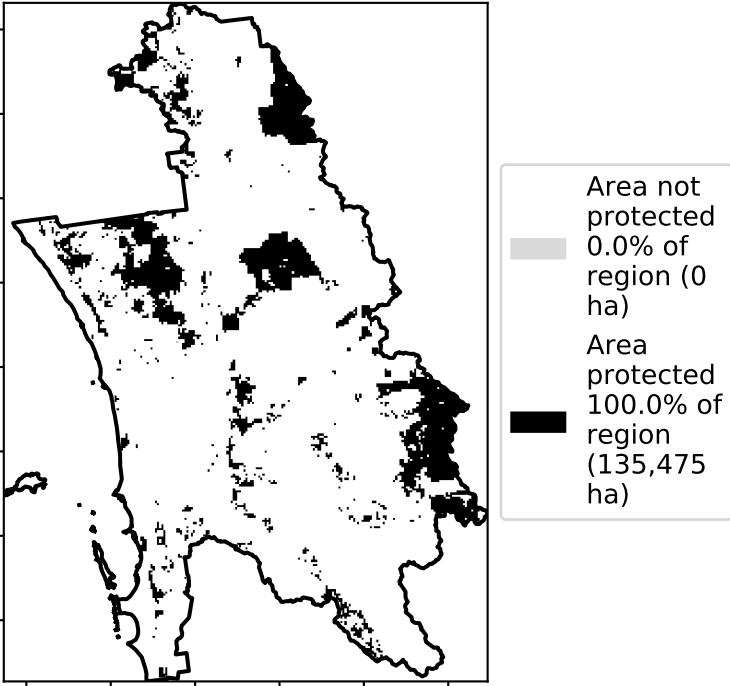 Area not
protected
0.0% of
region (0
ha)
Area
protected
100.0% of
region
(135,475
ha)